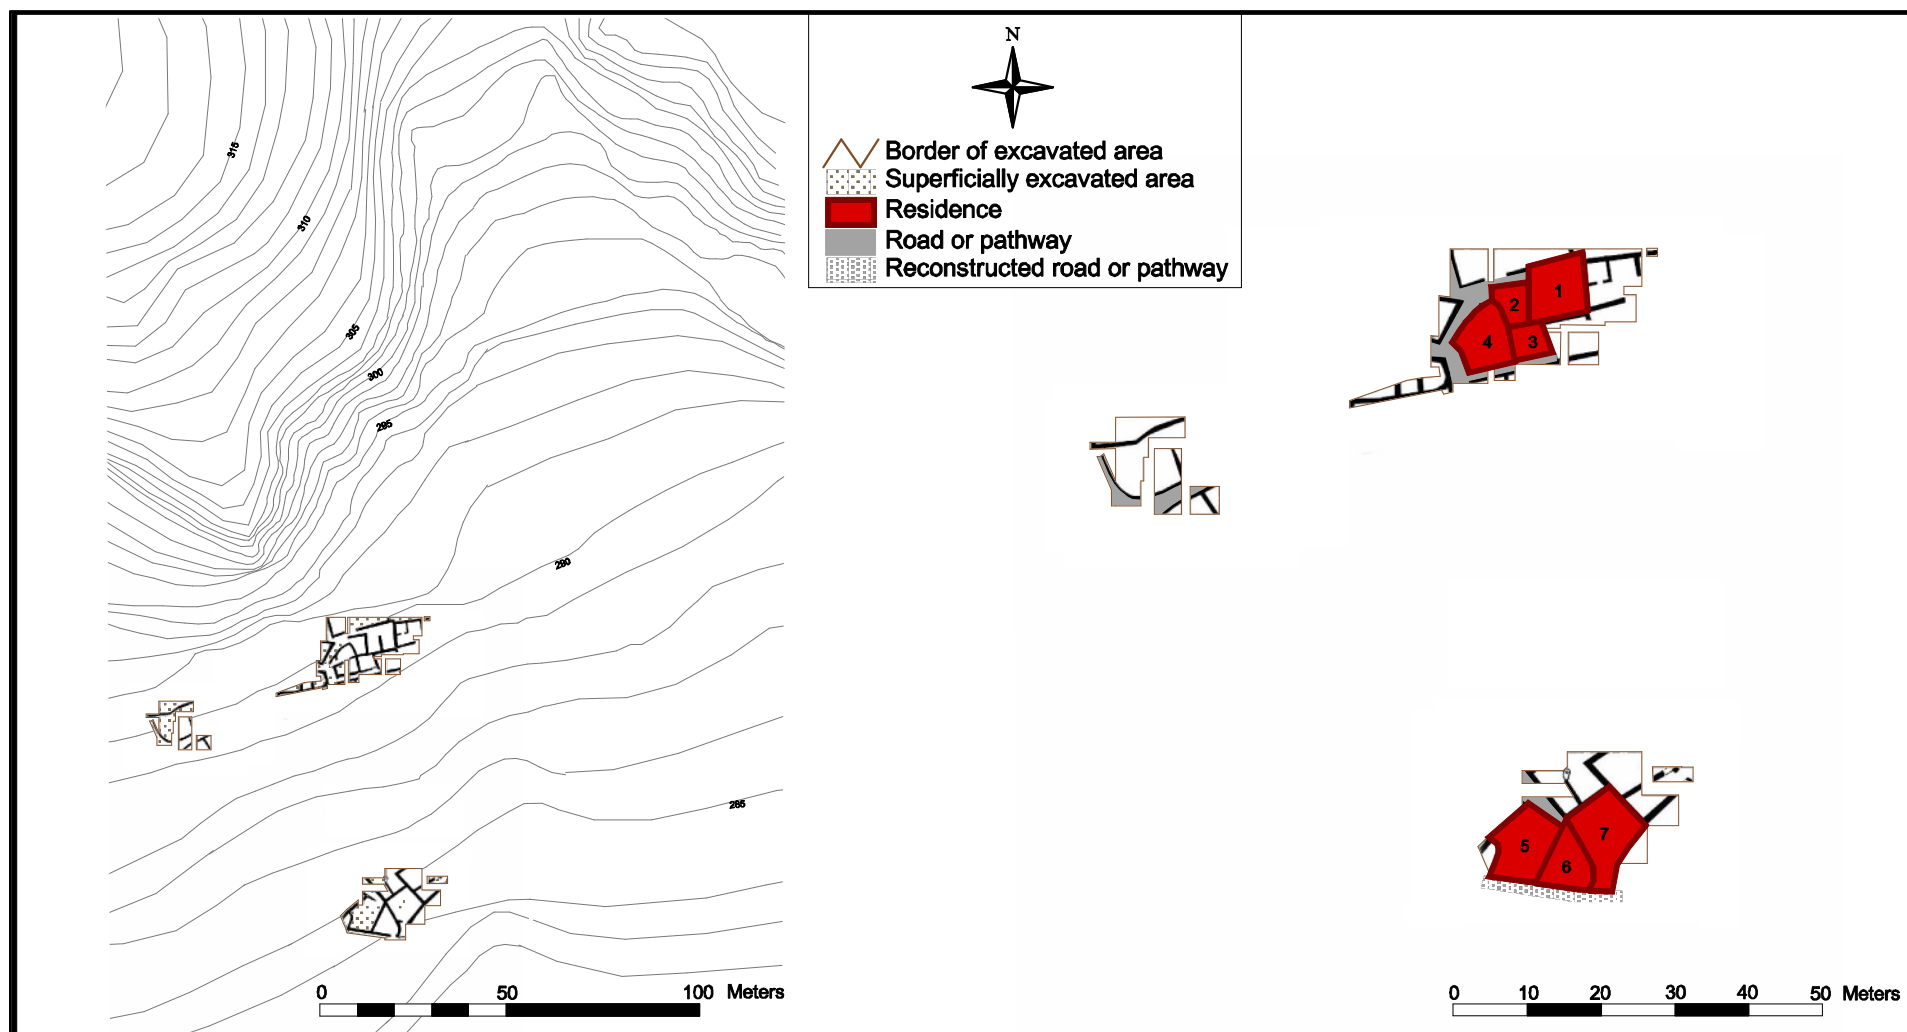 N
Border of excavated area
Superficially excavated area
Residence
Road or pathway
Reconstructed road or pathway
315
310
305
300
295
290
285
1
2
3
4
5
6
7
0 50 100 Meters
0 10 20 30 40 50 Meters